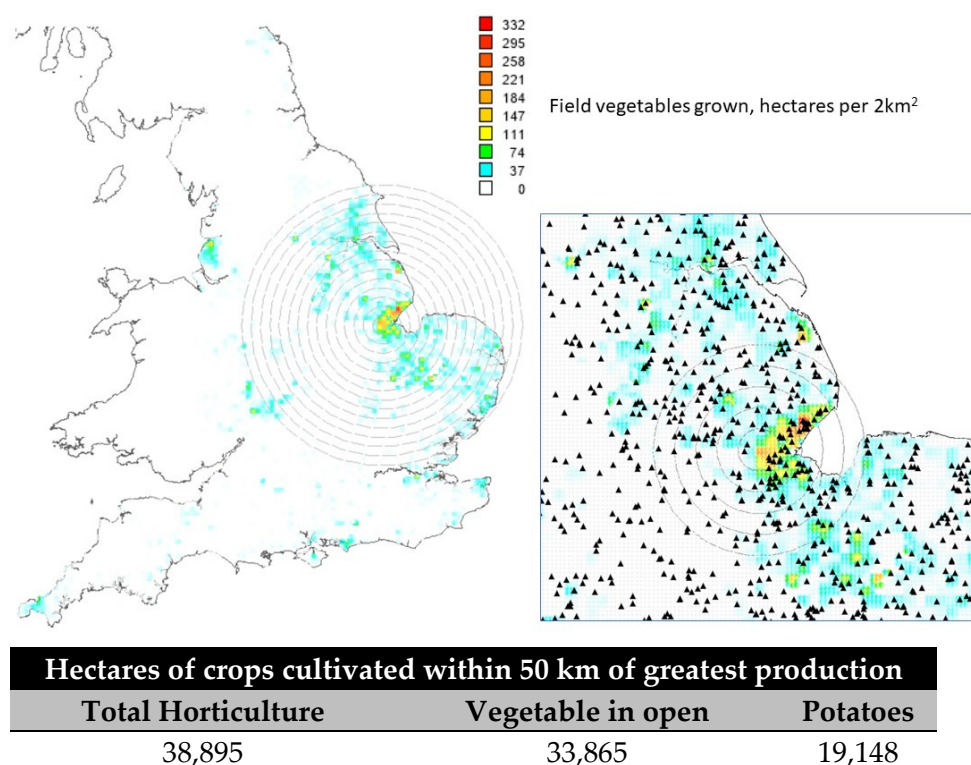 332
295
258
221
184
147
111
74
37
0
Field vegetables grown, hectares per 2km²
Hectares of crops cultivated within 50 km of greatest production
Total Horticulture Vegetable in open Potatoes
38,895 33,865 19,148